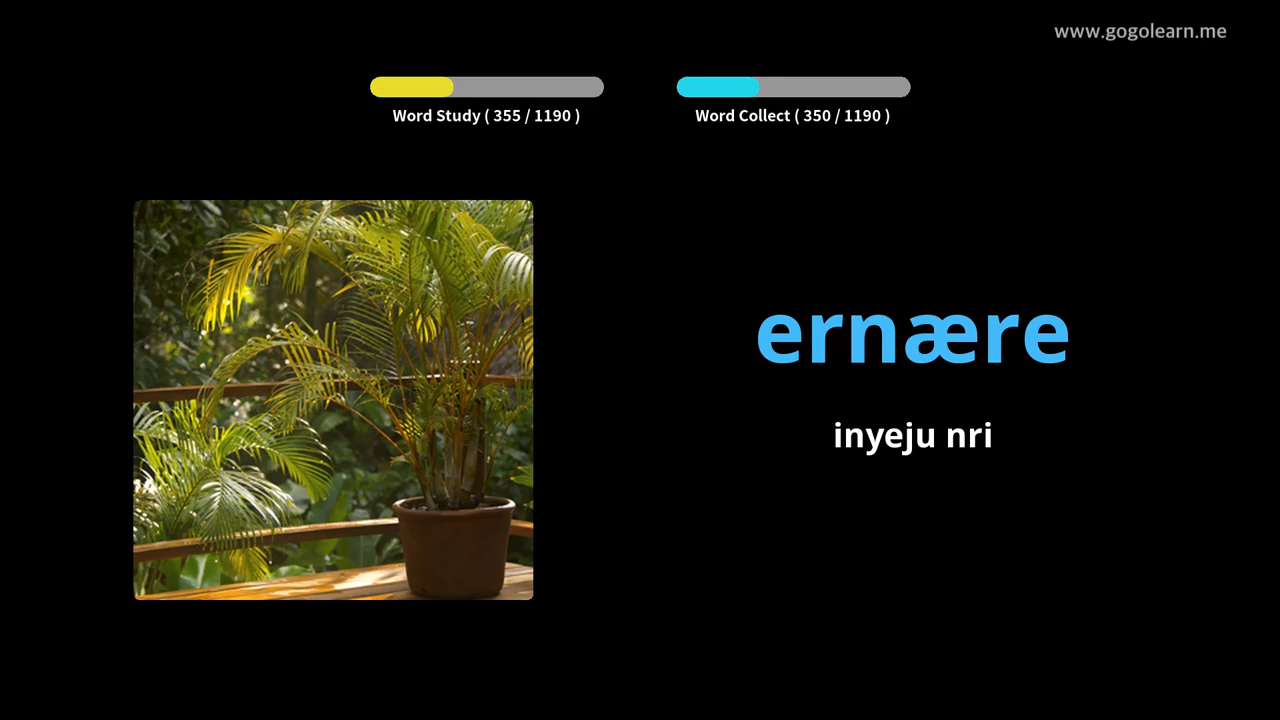 www.gogolearn.me
Word Study ( 355 / 1190 )
Word Collect ( 350 / 1190 )
ernære
inyeju nri